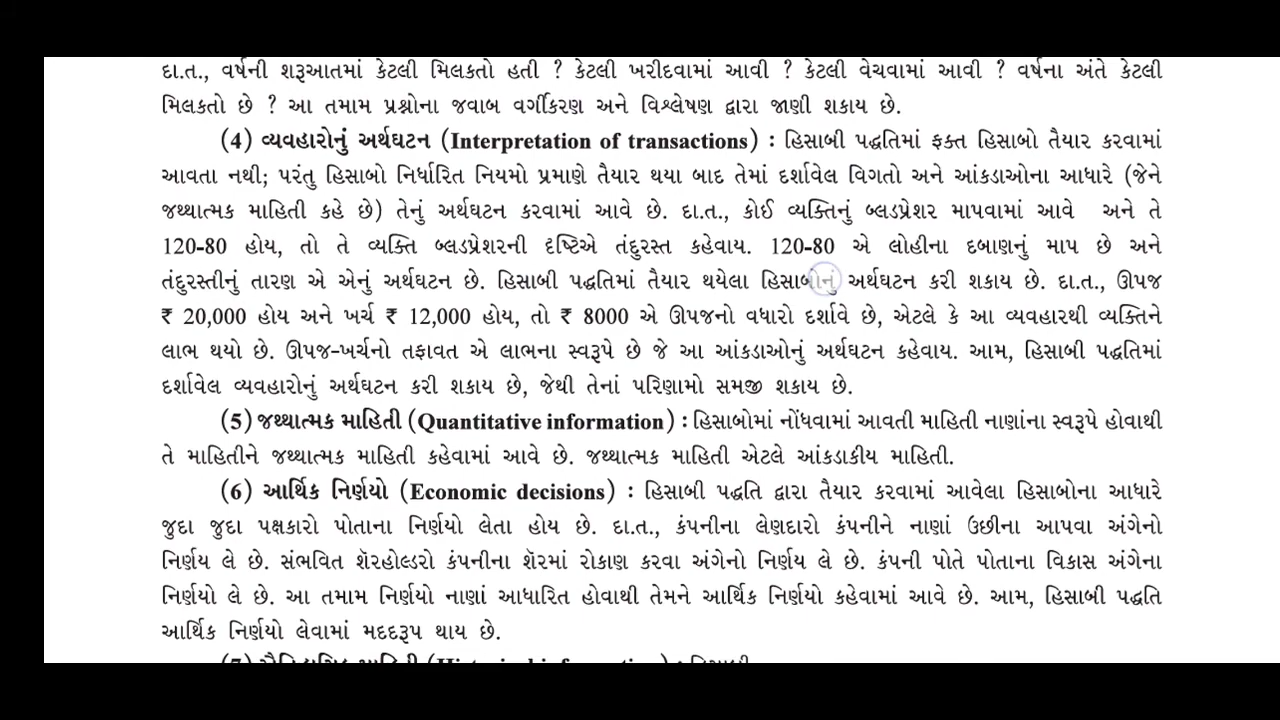 દા.ત., વર્ષની શરૂઆતમાં કેટલી મિલકતો હતી ? કેટલી ખરીદવામાં આવી ? કેટલી વેચવામાં આવી ? વર્ષના અંતે કેટલી
મિલકતો છે ? આ તમામ પ્રશ્નોના જવાબ વર્ગીકરણ અને વિશ્લેષણ દ્વારા જાણી શકાય છે.
(4) વ્યવહારોનું અર્થઘટન (Interpretation of transactions) : હિસાબી પદ્ધતિમાં ફક્ત હિસાબો તૈયાર કરવામાં
આવતા નથી; પરંતુ હિસાબો નિર્ધારિત નિયમો પ્રમાણે તૈયાર થયા બાદ તેમાં દર્શાવેલ વિગતો અને આંકડાઓના આધારે (જેને
જથ્થાત્મક માહિતી કહે છે) તેનું અર્થઘટન કરવામાં આવે છે. દા.ત., કોઈ વ્યક્તિનું બ્લડપ્રેશર માપવામાં આવે અને તે
120-80 હોય, તો તે વ્યક્તિ બ્લડપ્રેશરની દૃષ્ટિએ તંદુરસ્ત કહેવાય. 120-80 એ લોહીના દબાણનું માપ છે અને
તંદુરસ્તીનું તારણ એ એનું અર્થઘટન છે. હિસાબી પદ્ધતિમાં તૈયાર થયેલા હિસાબોનું અર્થઘટન કરી શકાય છે. દા.ત., ઊપજ
₹ 20,000 હોય અને ખર્ચ ₹ 12,000 હોય, તો ₹ 8000 એ ઊપજનો વધારો દર્શાવે છે, એટલે કે આ વ્યવહારથી વ્યક્તિને
લાભ થયો છે. ઊપજ-ખર્ચનો તફાવત એ લાભના સ્વરૂપે છે જે આ આંકડાઓનું અર્થઘટન કહેવાય. આમ, હિસાબી પદ્ધતિમાં
દર્શાવેલ વ્યવહારોનું અર્થઘટન કરી શકાય છે, જેથી તેનાં પરિણામો સમજી શકાય છે.
(5) જથ્થાત્મક માહિતી (Quantitative information) : હિસાબોમાં નોંધવામાં આવતી માહિતી નાણાંના સ્વરૂપે હોવાથી
તે માહિતીને જથ્થાત્મક માહિતી કહેવામાં આવે છે. જથ્થાત્મક માહિતી એટલે આંકડાકીય માહિતી.
(6) આર્થિક નિર્ણયો (Economic decisions) : હિસાબી પદ્ધતિ દ્વારા તૈયાર કરવામાં આવેલા હિસાબોના આધારે
જુદા જુદા પક્ષકારો પોતાના નિર્ણયો લેતા હોય છે. દા.ત., કંપનીના લેણદારો કંપનીને નાણાં ઉછીના આપવા અંગેનો
નિર્ણય લે છે. સંભવિત શૅરહોલ્ડરો કંપનીના શૅરમાં રોકાણ કરવા અંગેનો નિર્ણય લે છે. કંપની પોતે પોતાના વિકાસ અંગેના
નિર્ણયો લે છે. આ તમામ નિર્ણયો નાણાં આધારિત હોવાથી તેમને આર્થિક નિર્ણયો કહેવામાં આવે છે. આમ, હિસાબી પદ્ધતિ
આર્થિક નિર્ણયો લેવામાં મદદરૂપ થાય છે.